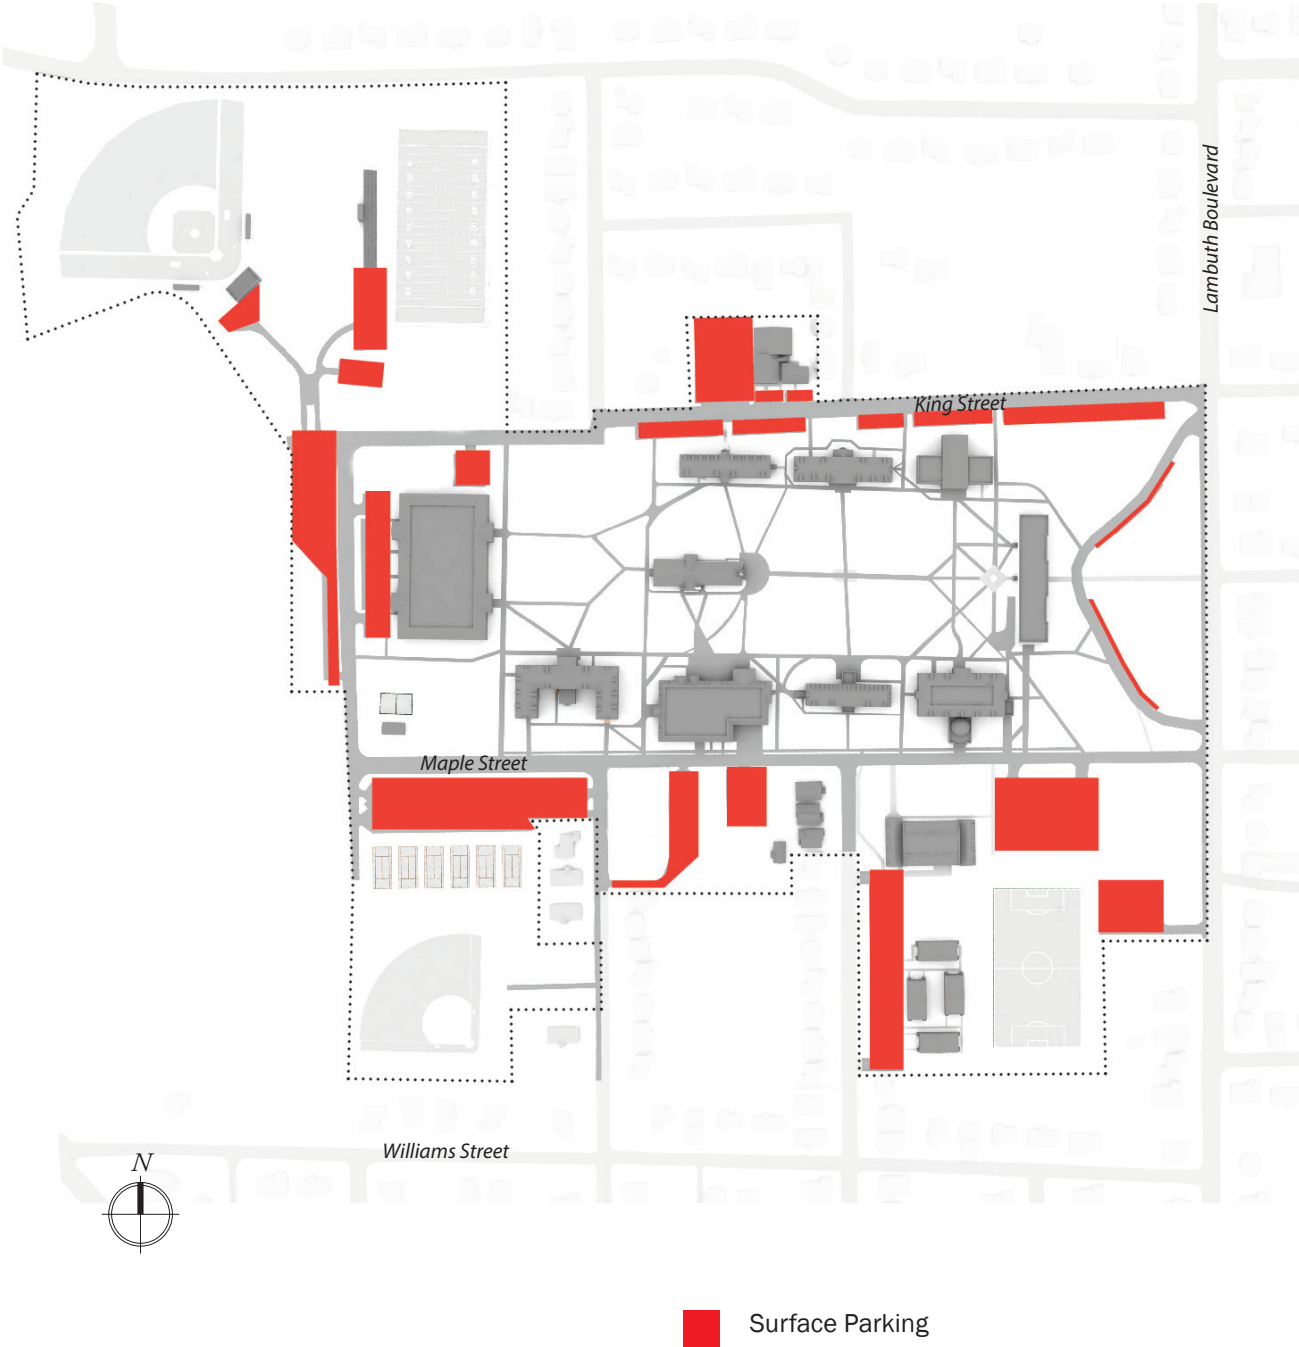 Lambuth Boulevard
King Street
Maple Street
Williams Street
N
Surface Parking